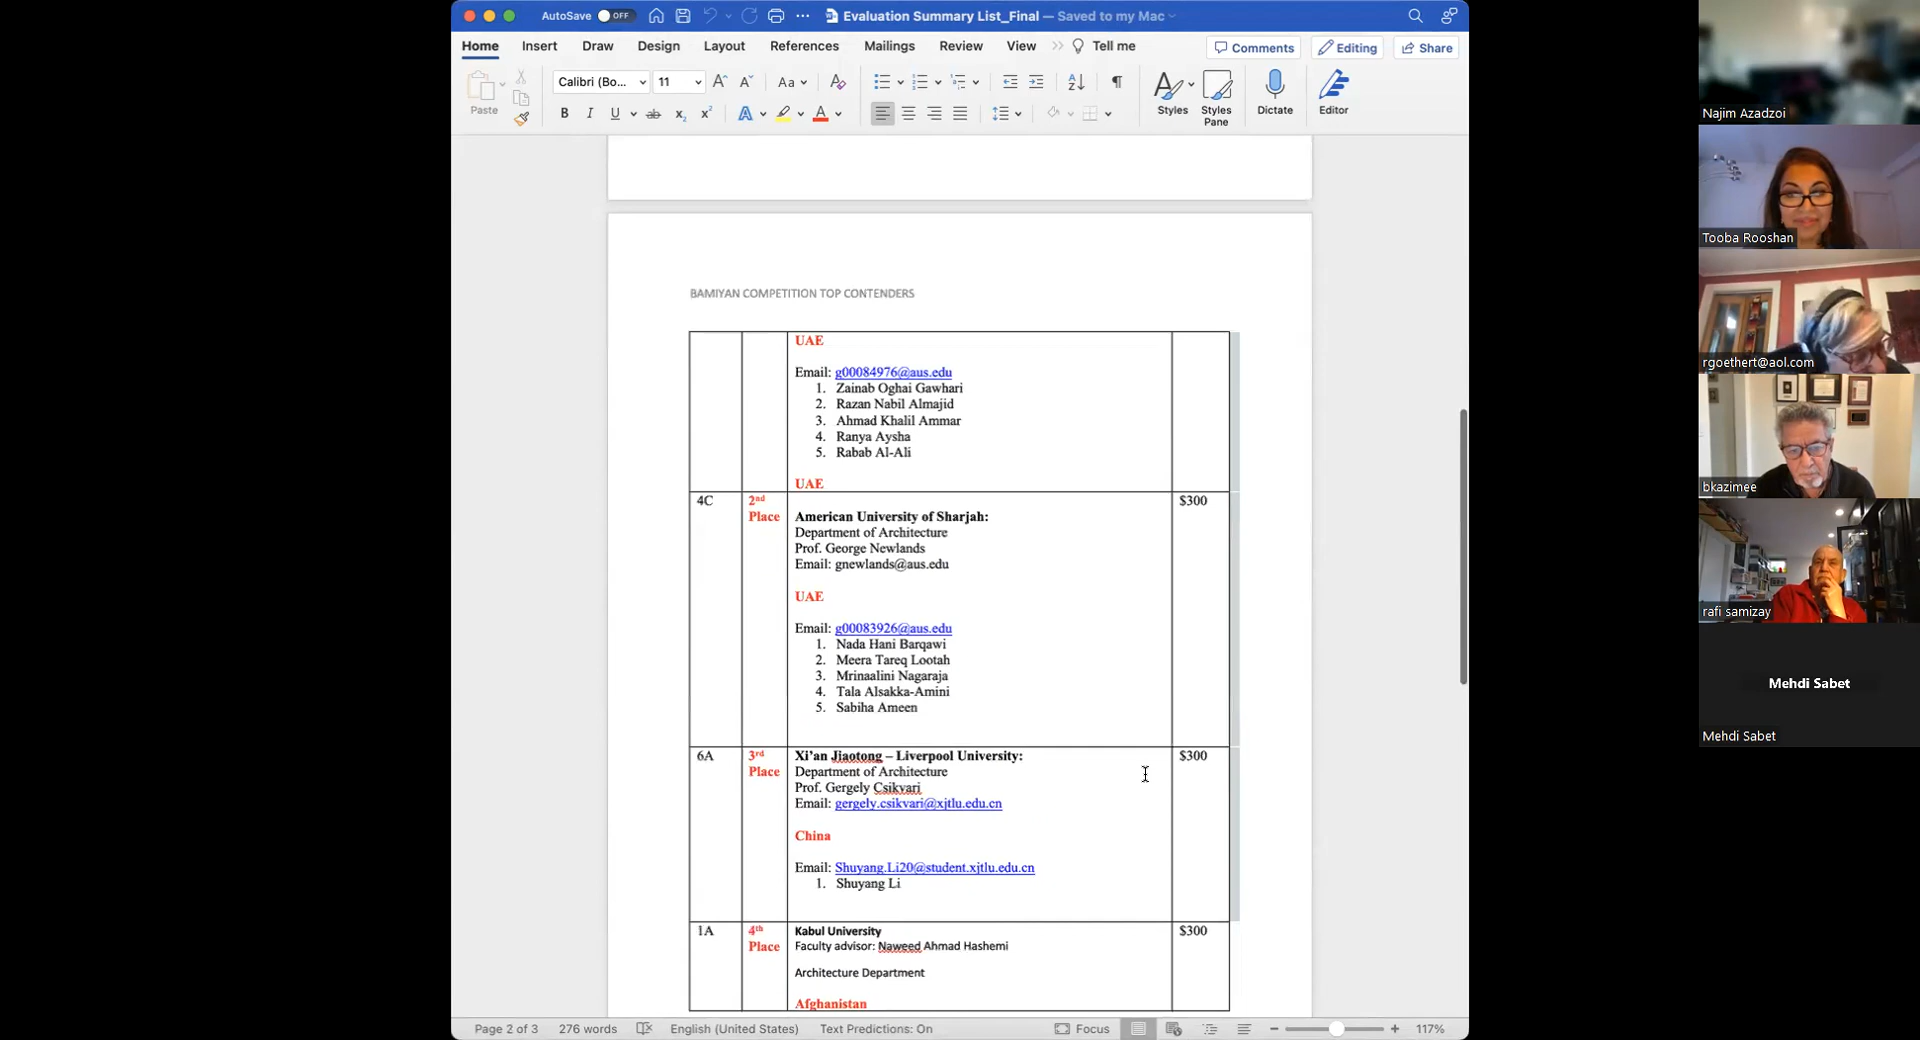 AutoSave OFF
Evaluation Summary List_Final — Saved to my Mac
Home Insert Draw Design Layout References Mailings Review View Tell me
Comments Editing Share
Paste
Calibri (Bo... 11
Styles
Styles Pane
Dictate
Editor
BAMIYAN COMPETITION TOP CONTENDERS
UAE
Email: g00084976@aus.edu
1. Zainab Oghai Gawhari
2. Razan Nabil Almajid
3. Ahmad Khalil Ammar
4. Ranya Aysha
5. Rabab Al-Ali
UAE
4C 2nd Place $300
American University of Sharjah:
Department of Architecture
Prof. George Newlands
Email: gnewlands@aus.edu
UAE
Email: g00083926@aus.edu
1. Nada Hani Barqawi
2. Meera Tareq Lootah
3. Mrinaalini Nagaraja
4. Tala Alsakka-Amini
5. Sabiha Ameen
6A 3rd Place Xi’an Jiaotong – Liverpool University: $300
Department of Architecture
Prof. Gergely Csikvari
Email: gergely.csikvari@xjtlu.edu.cn
China
Email: Shuyang.Li20@student.xjtlu.edu.cn
1. Shuyang Li
1A 4th Place Kabul University $300
Faculty advisor: Naweed Ahmad Hashemi
Architecture Department
Afghanistan
Page 2 of 3 276 words English (United States) Text Predictions: On Focus 117%
Najim Azadzoi
Tooba Rooshan
rgoethert@aol.com
bkazimee
rafi samizay
Mehdi Sabet
Mehdi Sabet